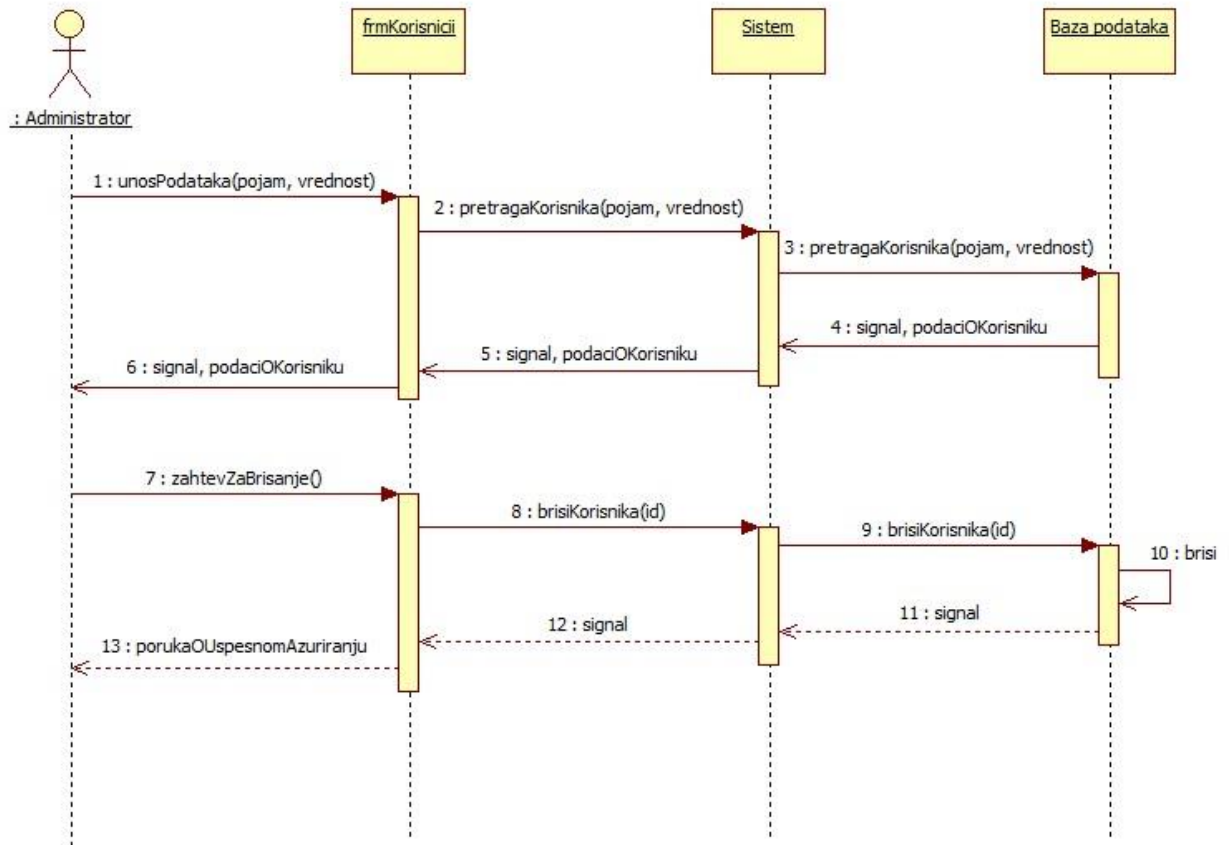 frmKorisnicii
Sistem
Baza podataka
: Administrator
1 : unosPodataka(pojam, vrednost)
2 : pretragaKorisnika(pojam, vrednost)
3 : pretragaKorisnika(pojam, vrednost)
4 : signal, podaciOKorisniku
5 : signal, podaciOKorisniku
6 : signal, podaciOKorisniku
7 : zahtevZaBrisanje()
8 : brisiKorisnika(id)
9 : brisiKorisnika(id)
10 : brisi
11 : signal
12 : signal
13 : porukaOUspesnomAzuriranju